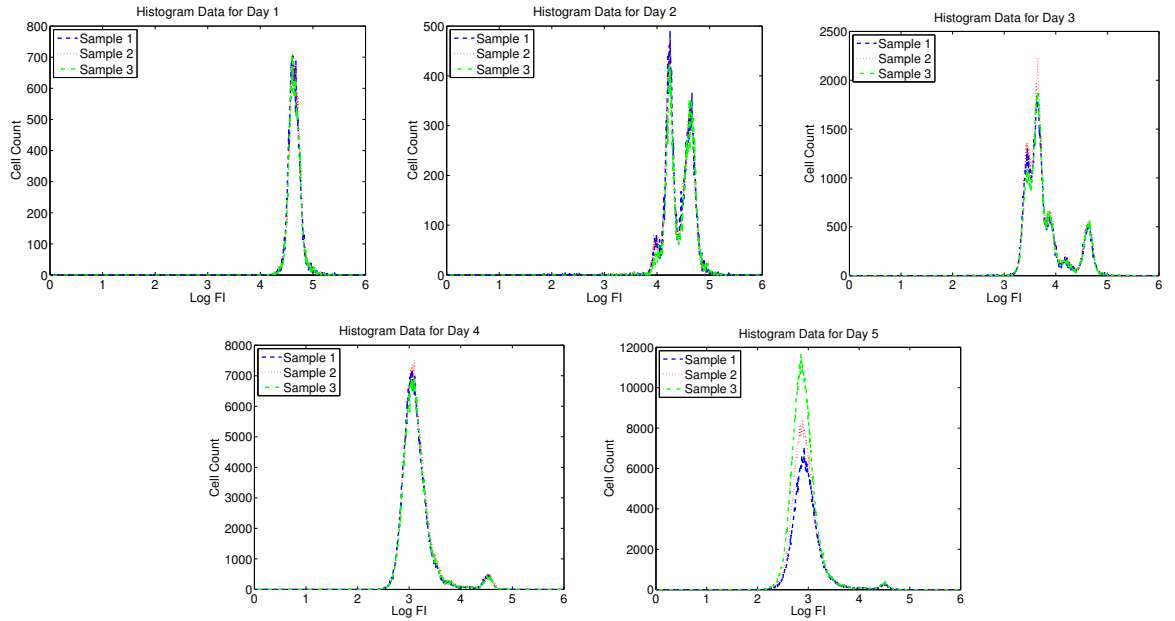 Histogram Data for Day 1
Cell Count
800
700
600
500
400
300
200
100
0
Sample 1
Sample 2
Sample 3
0 1 2 3 4 5 6
Log FI
Histogram Data for Day 2
Cell Count
500
400
300
200
100
0
Sample 1
Sample 2
Sample 3
0 1 2 3 4 5 6
Log FI
Histogram Data for Day 3
Cell Count
2500
2000
1500
1000
500
0
Sample 1
Sample 2
Sample 3
0 1 2 3 4 5 6
Log FI
Histogram Data for Day 4
Cell Count
8000
7000
6000
5000
4000
3000
2000
1000
0
Sample 1
Sample 2
Sample 3
0 1 2 3 4 5 6
Log FI
Histogram Data for Day 5
Cell Count
12000
10000
8000
6000
4000
2000
0
Sample 1
Sample 2
Sample 3
0 1 2 3 4 5 6
Log FI